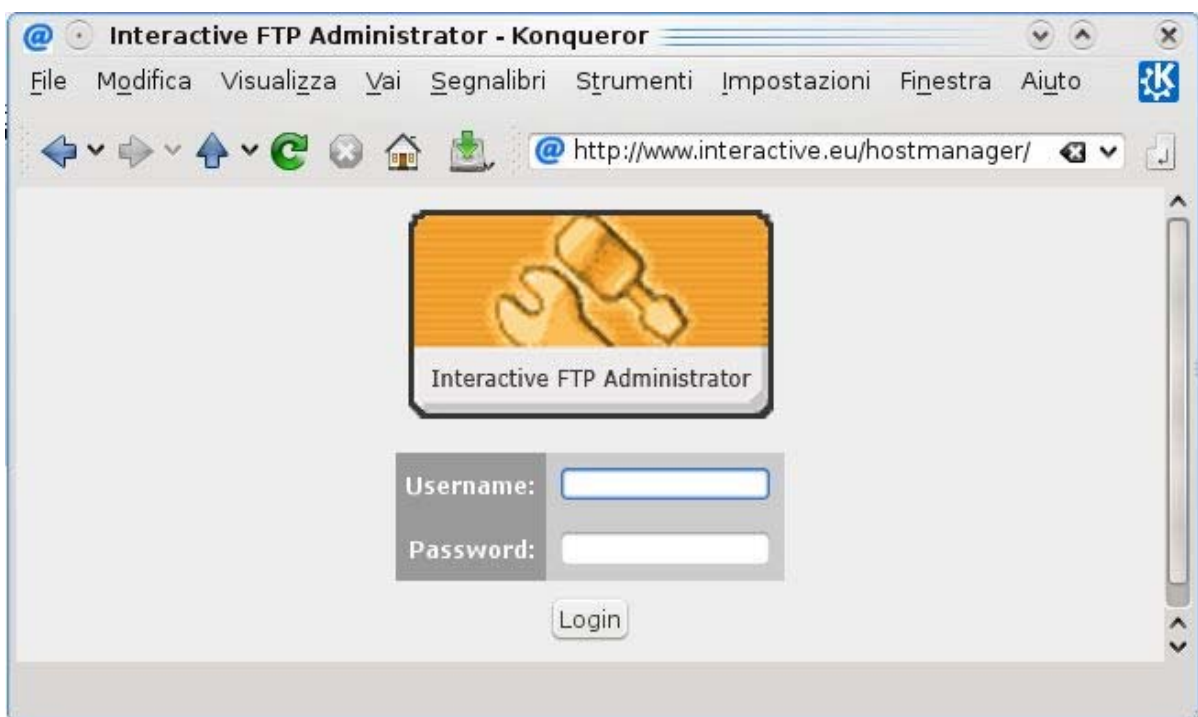 Interactive FTP Administrator - Konqueror
File Modifica Visualizza Vai Segnalibri Strumenti Impostazioni Finestra Aiuto
http://www.interactive.eu/hostmanager/
Interactive FTP Administrator
Username:
Password:
Login